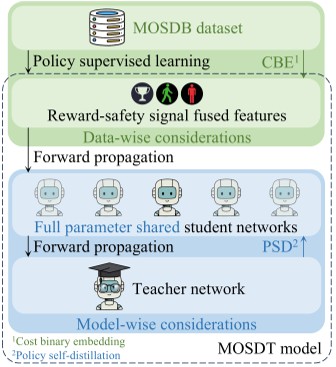 MOSDB dataset
Policy supervised learning
CBE¹
Reward-safety signal fused features
Data-wise considerations
Forward propagation
Full parameter shared student networks
Forward propagation
PSD²
Teacher network
Model-wise considerations
¹Cost binary embedding
²Policy self-distillation
MOSDT model